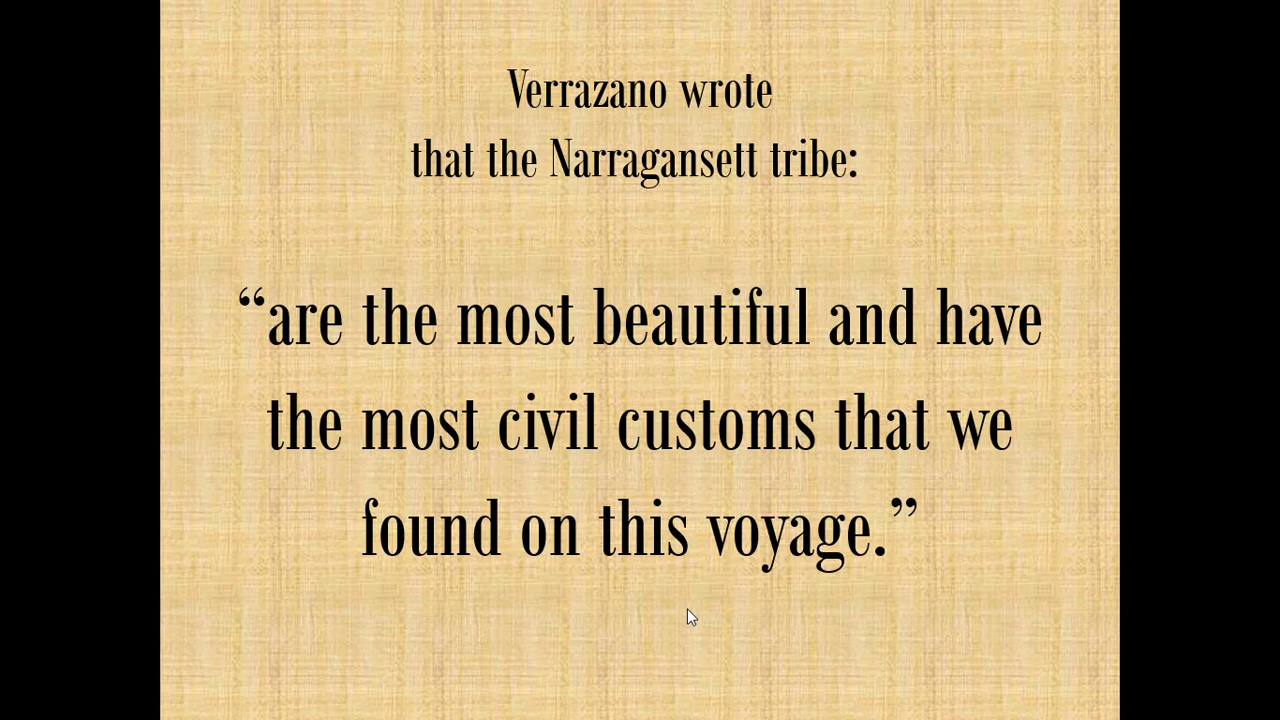 Verrazano wrote
that the Narragansett tribe:
“are the most beautiful and have
the most civil customs that we
found on this voyage.”